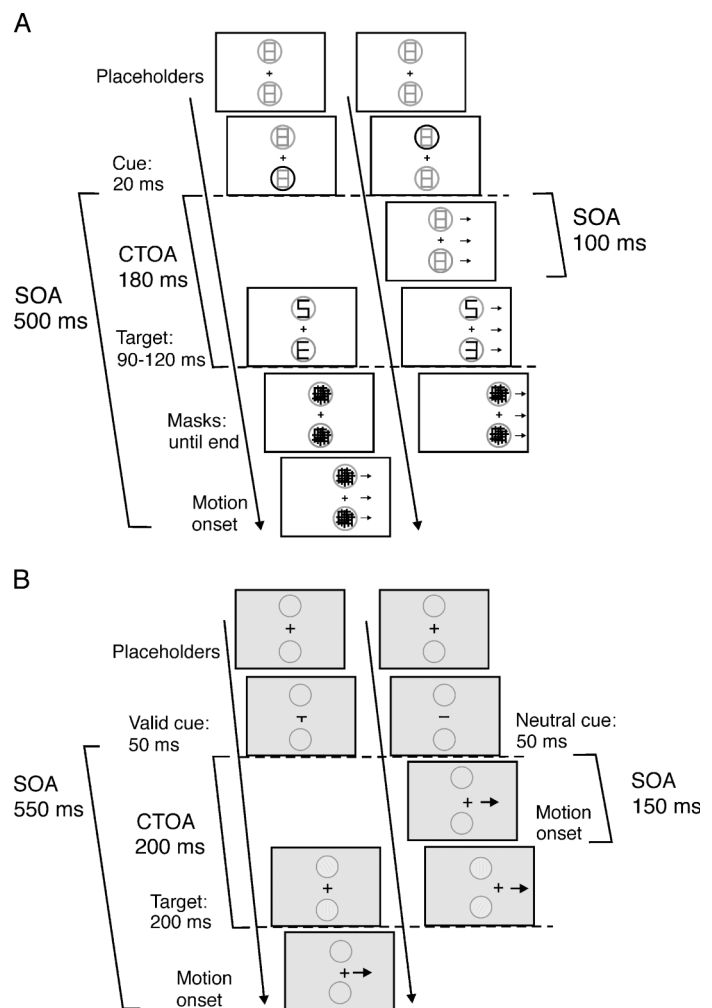 A
Placeholders
Cue:
20 ms
SOA
100 ms
CTOA
180 ms
SOA
500 ms
Target:
90-120 ms
Masks:
until end
Motion
onset
B
Placeholders
Valid cue:
50 ms
Neutral cue:
50 ms
SOA
550 ms
SOA
150 ms
CTOA
200 ms
Motion
onset
Target:
200 ms
Motion
onset